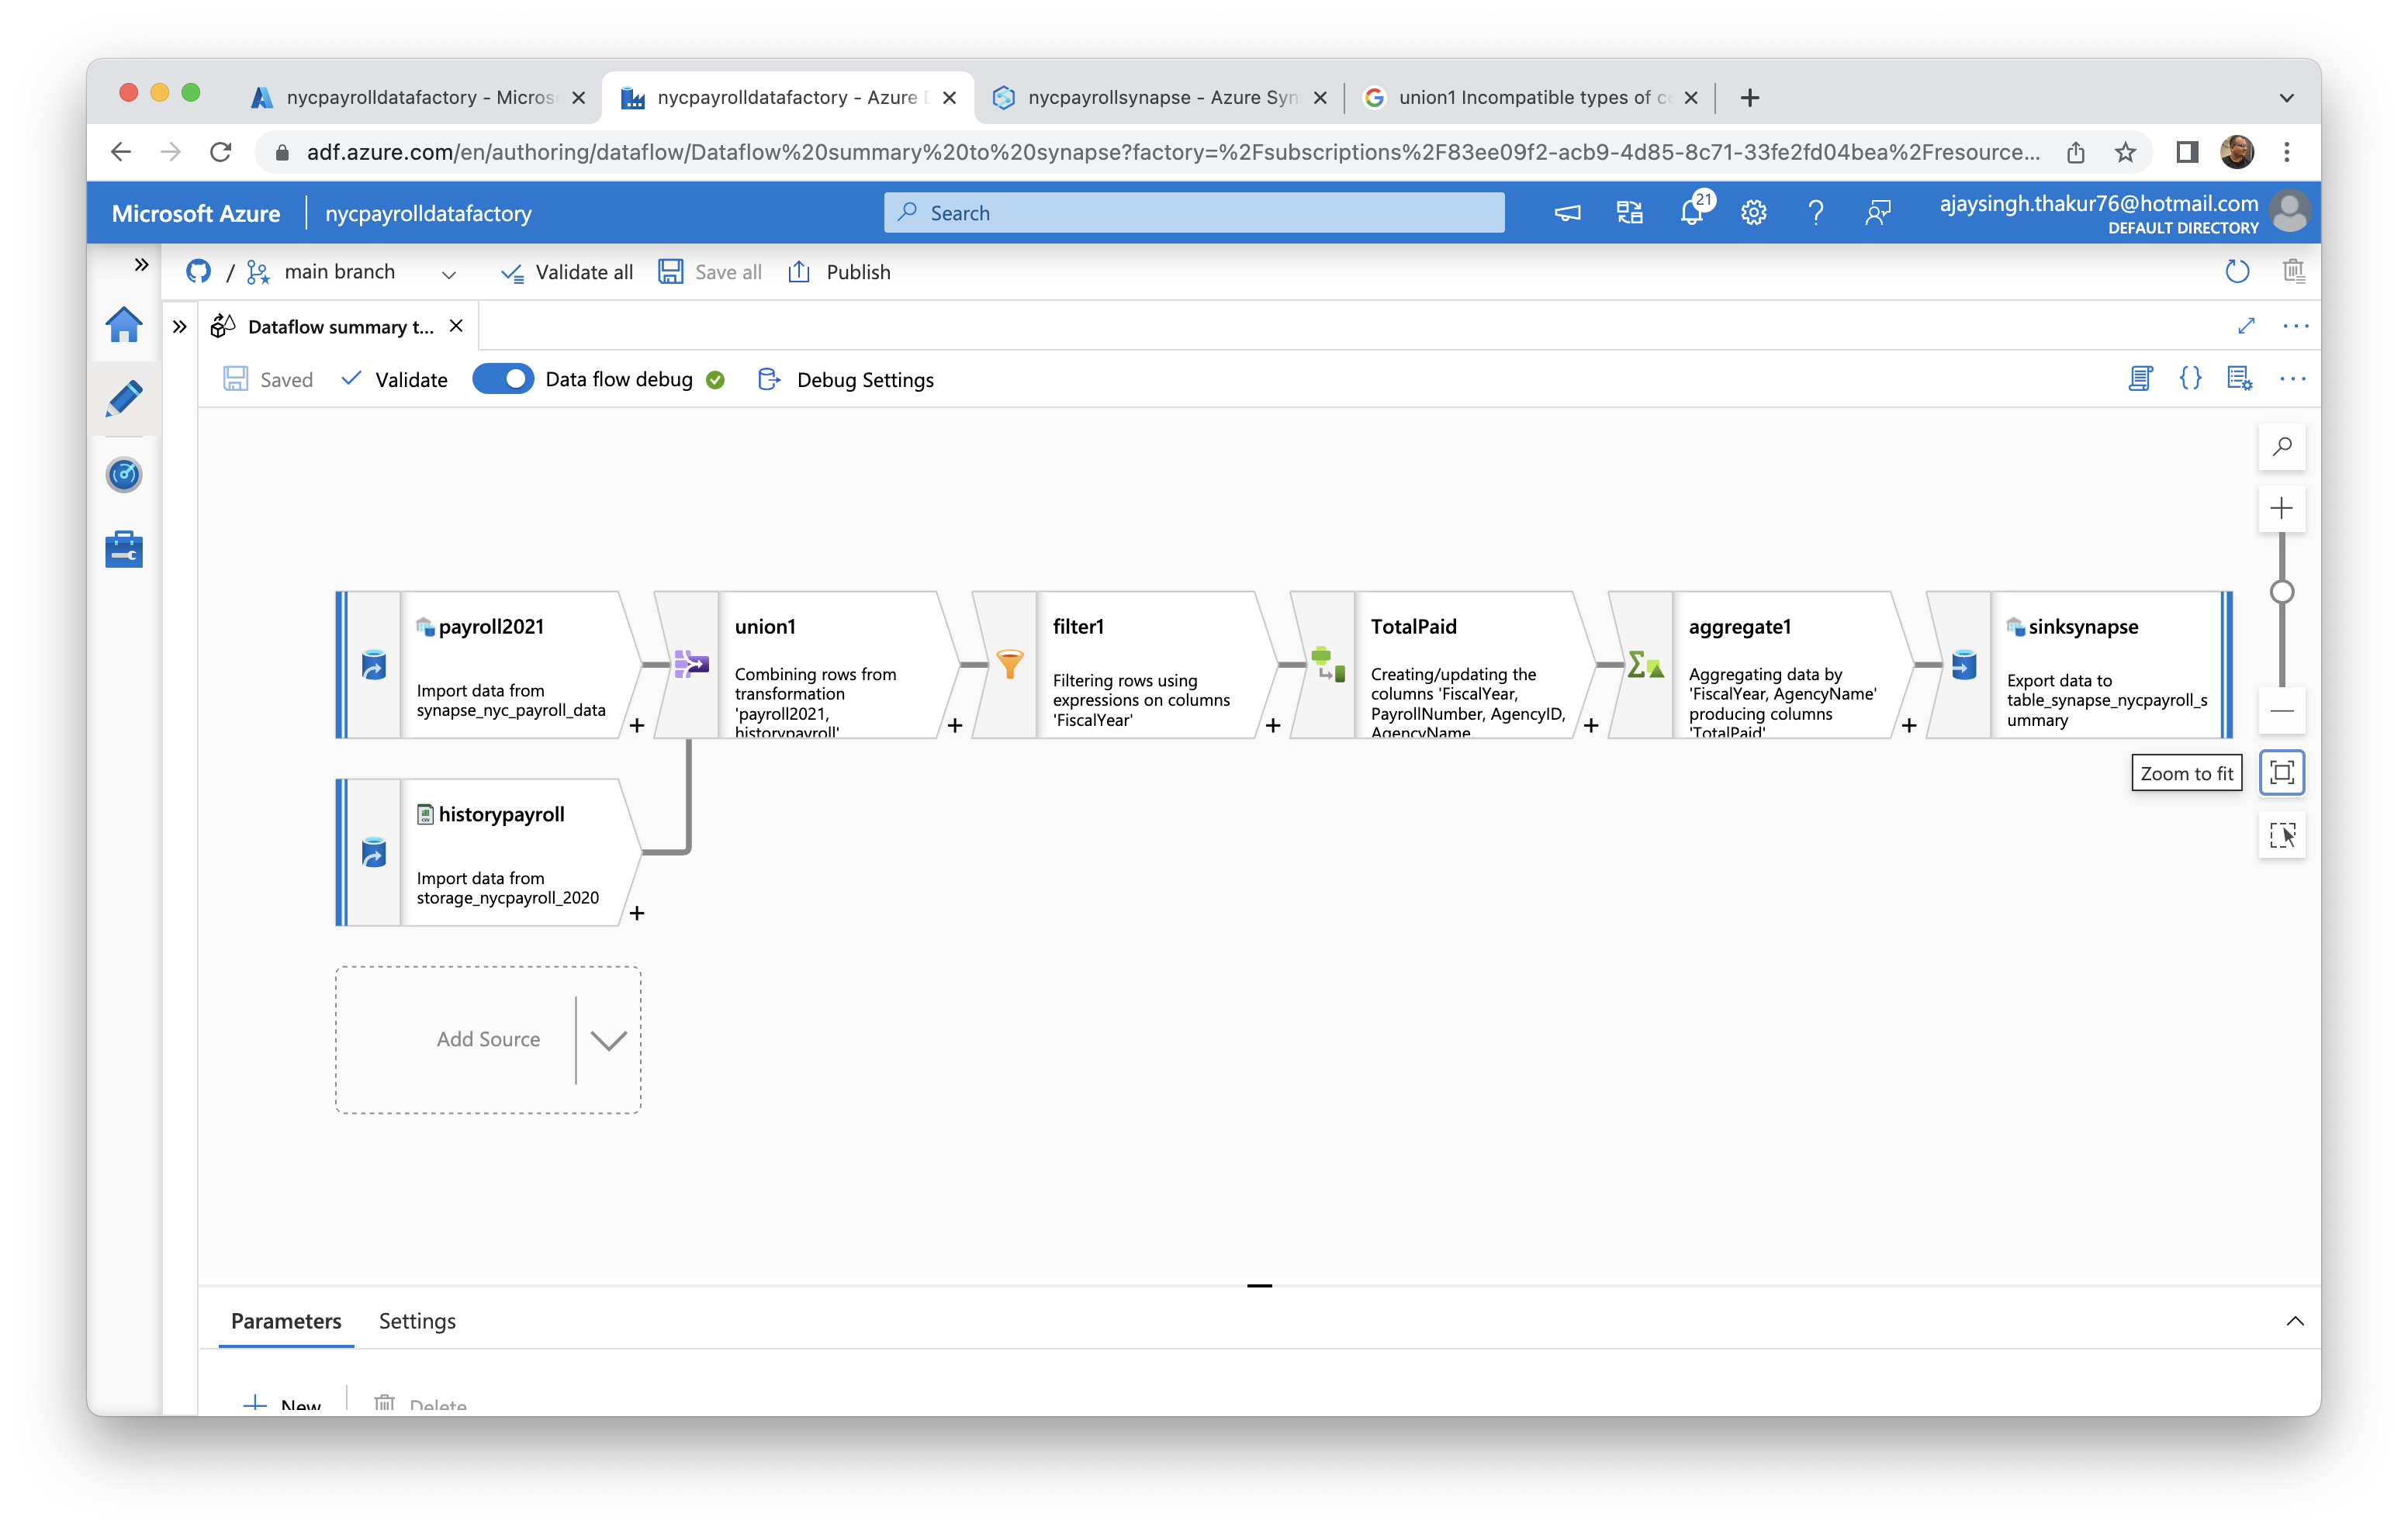 nycpayrolldatafactory - Micros
nycpayrolldatafactory - Azure
nycpayrollsynapse - Azure Syn
union1 Incompatible types of c
adf.azure.com/en/authoring/dataflow/Dataflow%20summary%20to%20synapse?factory=%2Fsubscriptions%2F83ee09f2-acb9-4d85-8c71-33fe2fd04bea%2Fresource...
Microsoft Azure
nycpayrolldatafactory
Search
21
ajaysingh.thakur76@hotmail.com
DEFAULT DIRECTORY
/
main branch
Validate all
Save all
Publish
Dataflow summary t...
Saved
Validate
Data flow debug
Debug Settings
payroll2021
Import data from
synapse_nyc_payroll_data
union1
Combining rows from
transformation
'payroll2021,
historypayroll'
filter1
Filtering rows using
expressions on columns
'FiscalYear'
TotalPaid
Creating/updating the
columns 'FiscalYear,
PayrollNumber, AgencyID,
AgencyName,
aggregate1
Aggregating data by
'FiscalYear, AgencyName'
producing columns
'TotalPaid'
sinksynapse
Export data to
table_synapse_nycpayroll_s
ummary
Zoom to fit
historypayroll
Import data from
storage_nycpayroll_2020
Add Source
Parameters
Settings
New
Delete